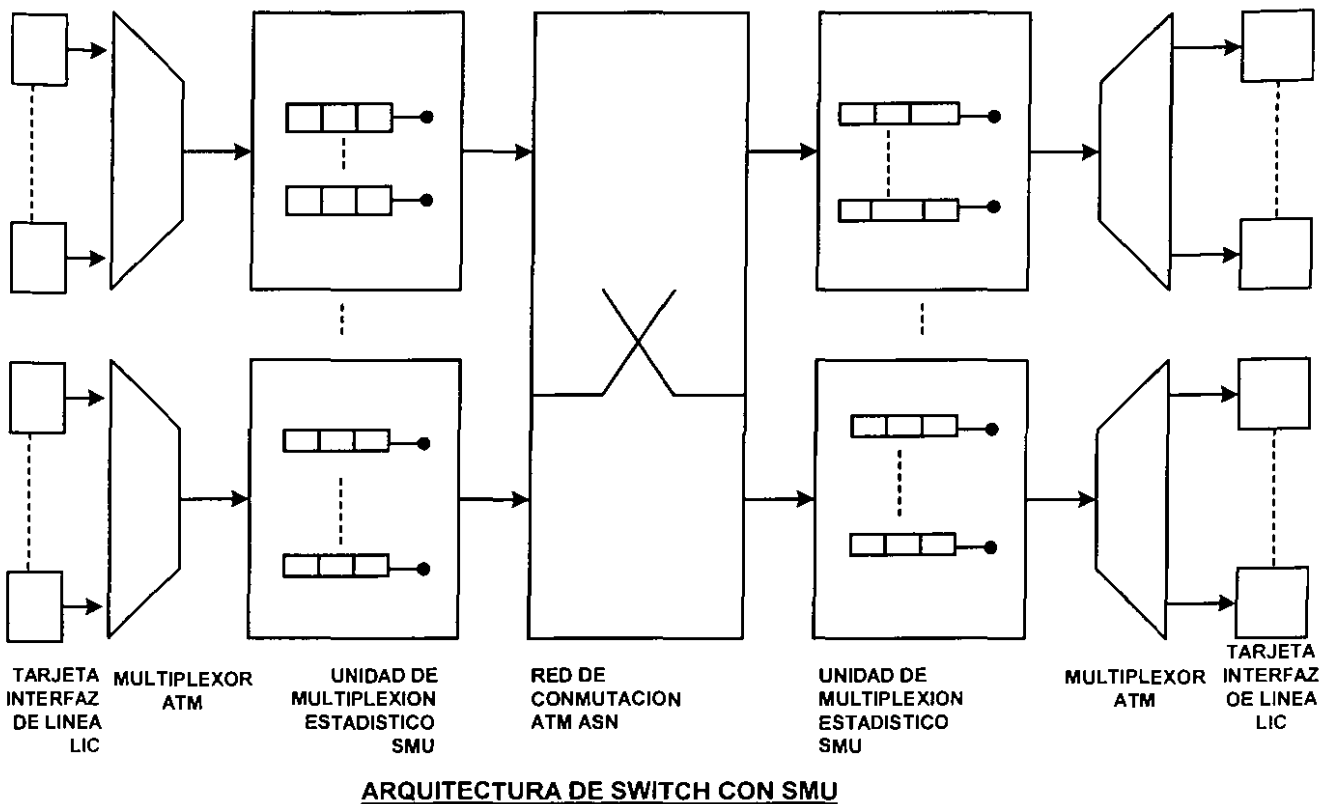 TARJETA
INTERFAZ
DE LINEA
LIC
MULTIPLEXOR
ATM
UNIDAD DE
MULTIPLEXION
ESTADISTICO
SMU
RED DE
CONMUTACION
ATM ASN
UNIDAD DE
MULTIPLEXION
ESTADISTICO
SMU
MULTIPLEXOR
ATM
TARJETA
INTERFAZ
OE LINEA
LIC
ARQUITECTURA DE SWITCH CON SMU